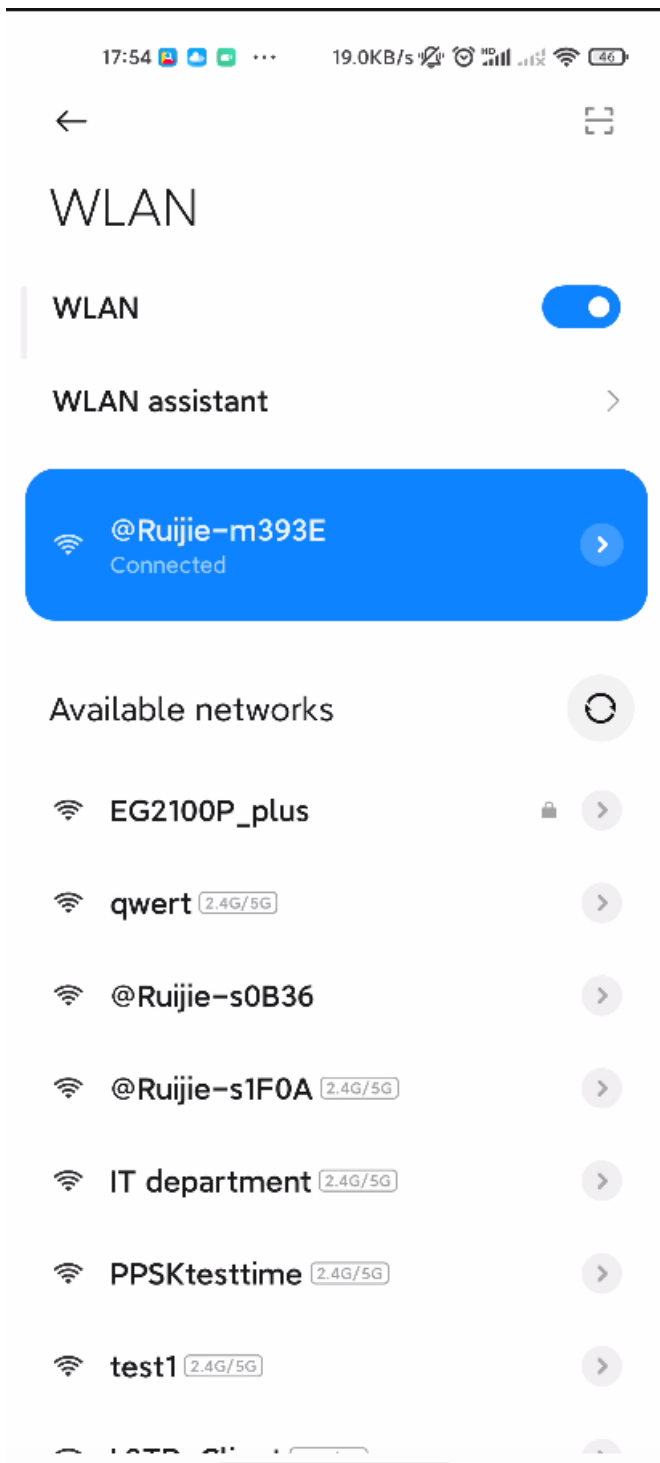 17:54 ... 19.0KB/s HD 46
WLAN
WLAN
WLAN assistant
@Ruijie-m393E
Connected
Available networks
EG2100P_plus
qwert 2.4G/5G
@Ruijie-s0B36
@Ruijie-s1F0A 2.4G/5G
IT department 2.4G/5G
PPSKtesttime 2.4G/5G
test1 2.4G/5G